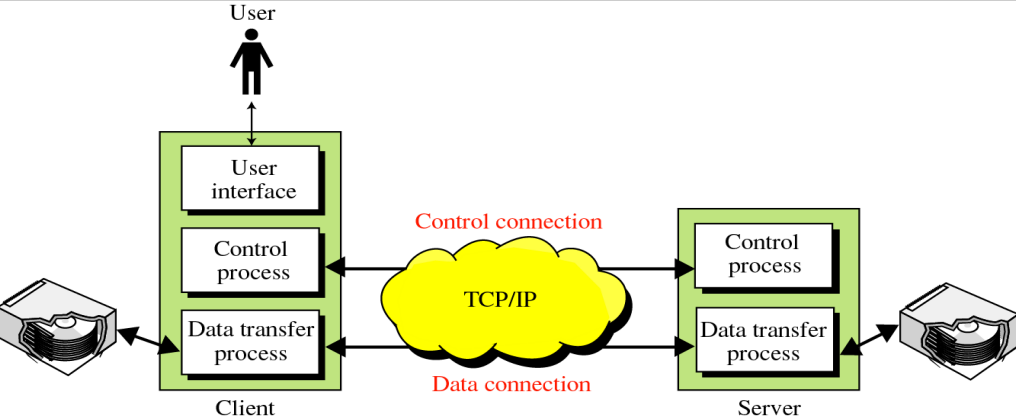 User
User
interface
Control connection
Control
process
Control
process
TCP/IP
Data transfer
process
Data transfer
process
Data connection
Client
Server